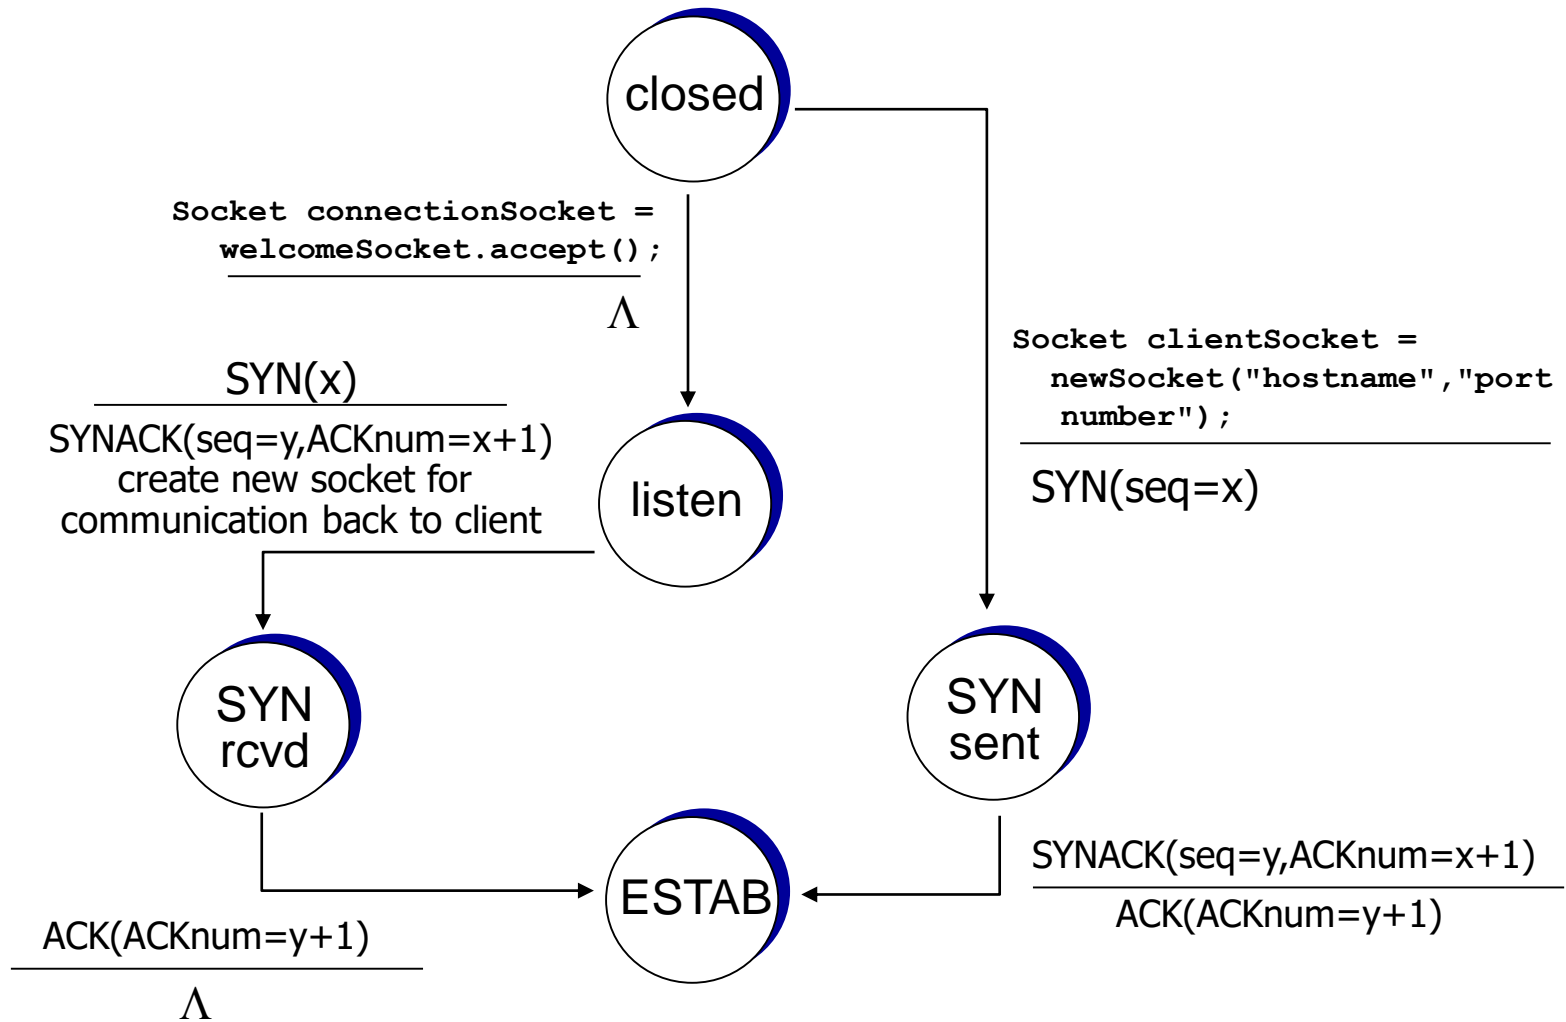 closed
Socket connectionSocket =
welcomeSocket.accept();
Λ
Socket clientSocket =
newSocket("hostname","port
number");
SYN(seq=x)
SYN(x)
SYNACK(seq=y,ACKnum=x+1)
create new socket for
communication back to client
listen
SYN
rcvd
SYN
sent
ESTAB
SYNACK(seq=y,ACKnum=x+1)
ACK(ACKnum=y+1)
ACK(ACKnum=y+1)
Λ